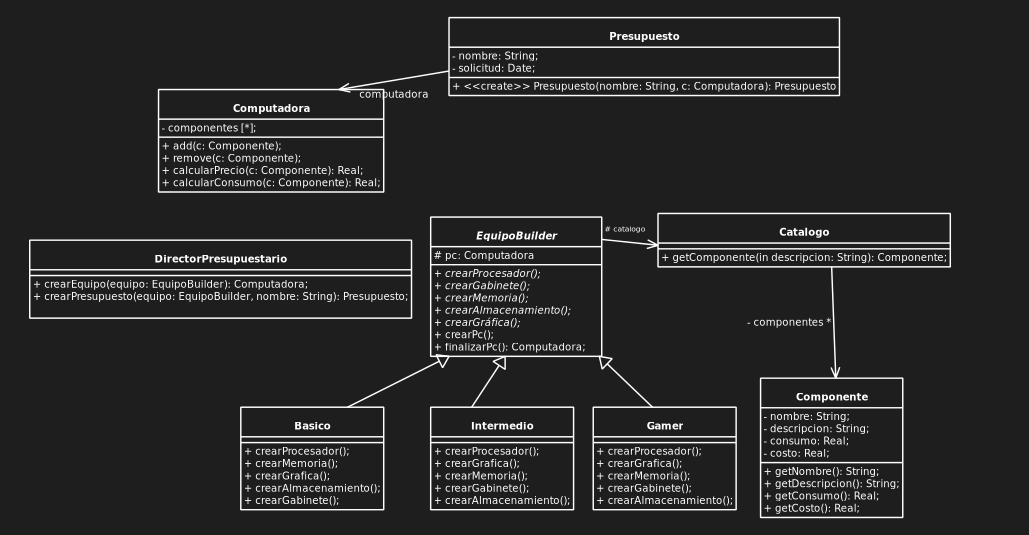 Presupuesto
- nombre: String;
- solicitud: Date;
+ <<create>> Presupuesto(nombre: String, c: Computadora): Presupuesto
computadora
Computadora
- componentes [*];
+ add(c: Componente);
+ remove(c: Componente);
+ calcularPrecio(c: Componente): Real;
+ calcularConsumo(c: Componente): Real;
DirectorPresupuestario
+ crearEquipo(equipo: EquipoBuilder): Computadora;
+ crearPresupuesto(equipo: EquipoBuilder, nombre: String): Presupuesto;
EquipoBuilder
# pc: Computadora
+ crearProcesador();
+ crearGabinete();
+ crearMemoria();
+ crearAlmacenamiento();
+ crearGráfica();
+ crearPc();
+ finalizarPc(): Computadora;
# catalogo
Catalogo
+ getComponente(in descripcion: String): Componente;
- componentes *
Basico
+ crearProcesador();
+ crearMemoria();
+ crearGrafica();
+ crearAlmacenamiento();
+ crearGabinete();
Intermedio
+ crearProcesador();
+ crearGrafica();
+ crearMemoria();
+ crearGabinete();
+ crearAlmacenamiento();
Gamer
+ crearProcesador();
+ crearGrafica();
+ crearMemoria();
+ crearGabinete();
+ crearAlmacenamiento();
Componente
- nombre: String;
- descripcion: String;
- consumo: Real;
- costo: Real;
+ getNombre(): String;
+ getDescripcion(): String;
+ getConsumo(): Real;
+ getCosto(): Real;